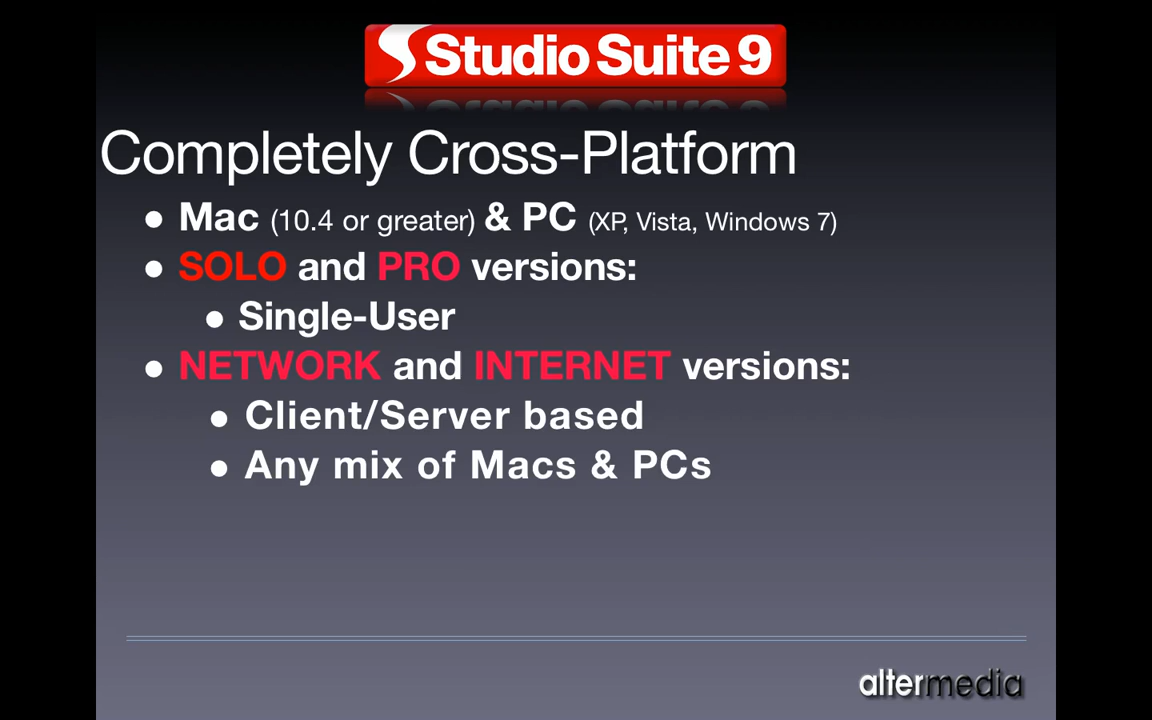 Studio Suite 9
Completely Cross-Platform
• Mac (10.4 or greater) & PC (XP, Vista, Windows 7)
• SOLO and PRO versions:
• Single-User
• NETWORK and INTERNET versions:
• Client/Server based
• Any mix of Macs & PCs
altermedia